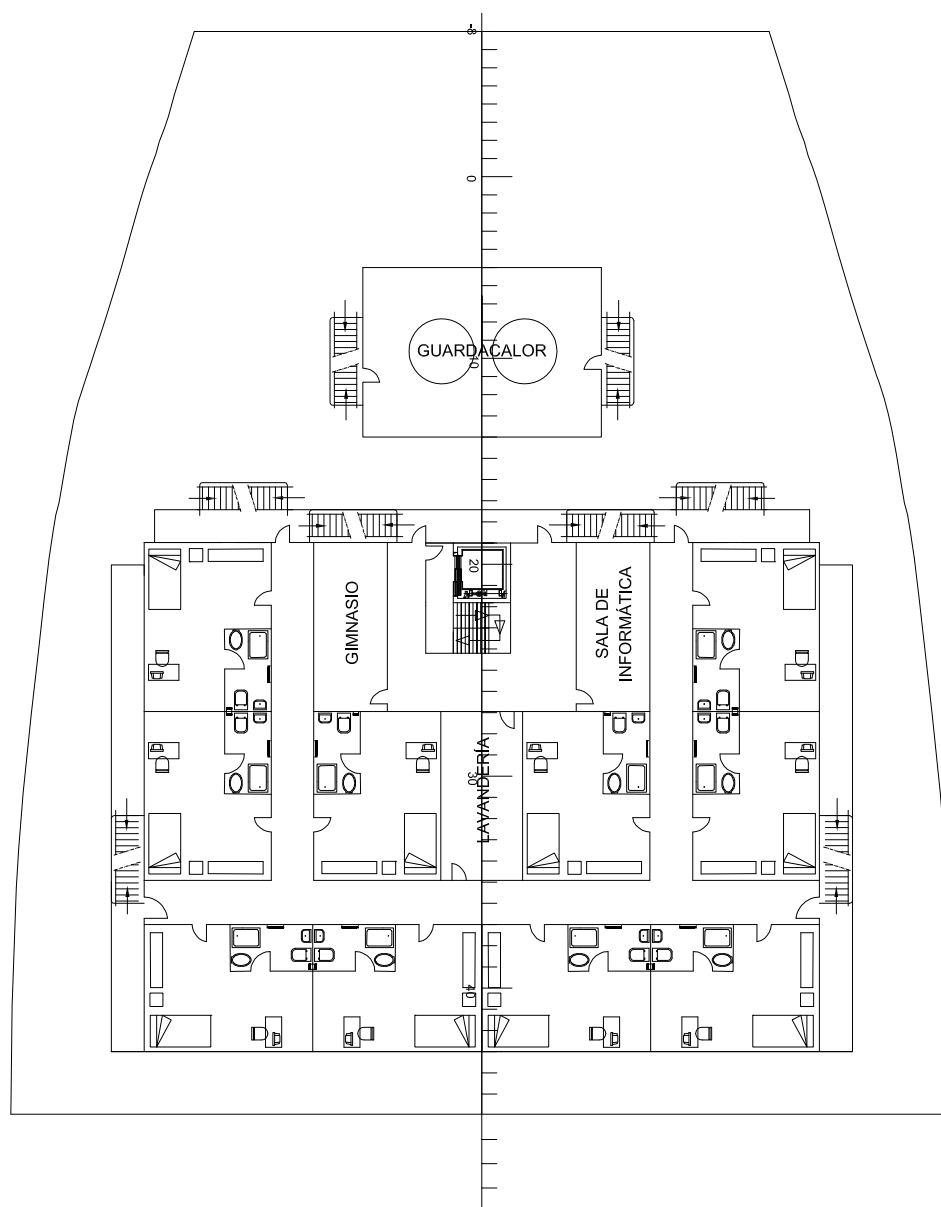 -8
0
GUARDACALOR
10
20
GIMNASIO
SALA DE
INFORMÁTICA
LAVANDERÍA
30
40